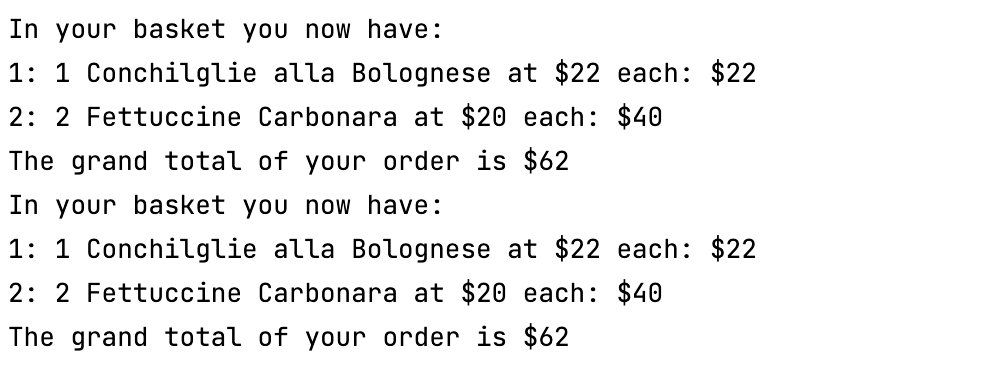 In your basket you now have:
1: 1 Conchilglie alla Bolognese at $22 each: $22
2: 2 Fettuccine Carbonara at $20 each: $40
The grand total of your order is $62
In your basket you now have:
1: 1 Conchilglie alla Bolognese at $22 each: $22
2: 2 Fettuccine Carbonara at $20 each: $40
The grand total of your order is $62